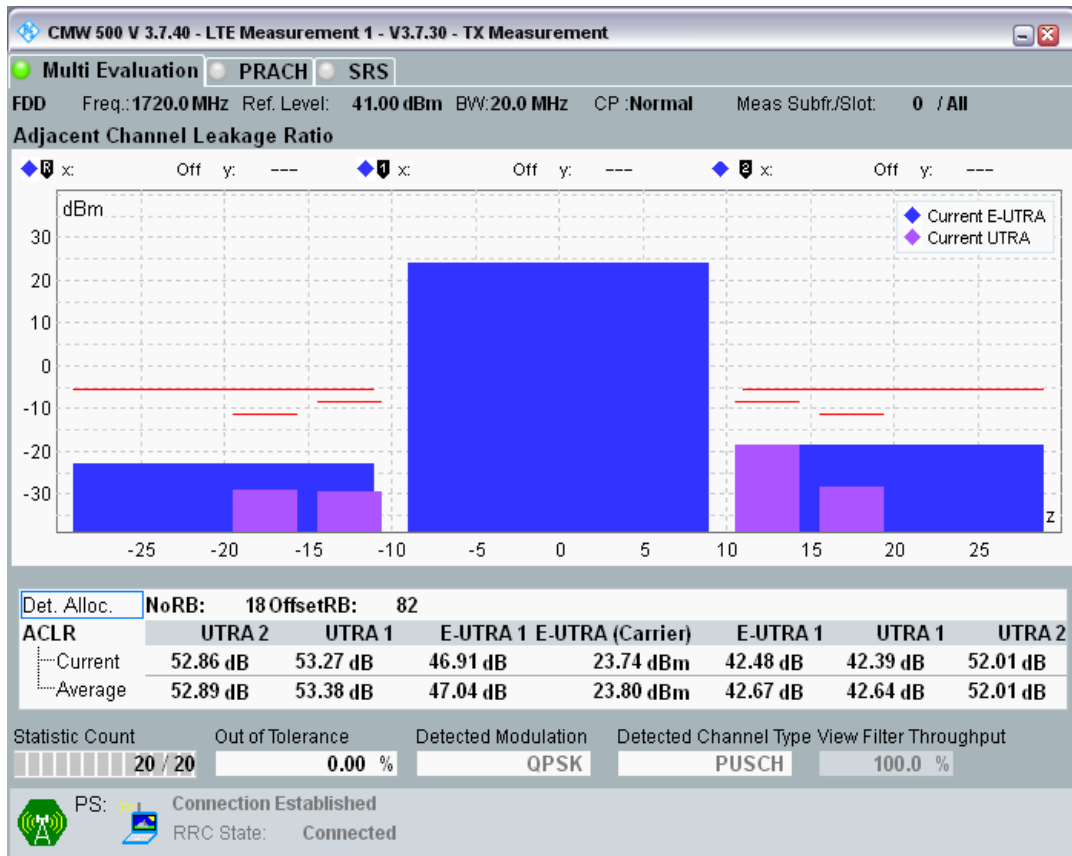 CMW 500 V 3.7.40 - LTE Measurement 1 - V3.7.30 - TX Measurement
Multi Evaluation PRACH SRS
FDD Freq.:1720.0 MHz Ref. Level: 41.00 dBm BW:20.0 MHz CP :Normal Meas Subfr./Slot: 0 / All
Adjacent Channel Leakage Ratio
R x: Off y: --- 1 x: Off y: --- 2 x: Off y: ---
dBm
Current E-UTRA
Current UTRA
30
20
10
0
-10
-20
-30
z
-25 -20 -15 -10 -5 0 5 10 15 20 25
Det. Alloc. NoRB: 18 OffsetRB: 82
ACLR UTRA 2 UTRA 1 E-UTRA 1 E-UTRA (Carrier) E-UTRA 1 UTRA 1 UTRA 2
Current 52.86 dB 53.27 dB 46.91 dB 23.74 dBm 42.48 dB 42.39 dB 52.01 dB
Average 52.89 dB 53.38 dB 47.04 dB 23.80 dBm 42.67 dB 42.64 dB 52.01 dB
Statistic Count Out of Tolerance Detected Modulation Detected Channel Type View Filter Throughput
20 / 20 0.00 % QPSK PUSCH 100.0 %
PS: Connection Established
RRC State: Connected